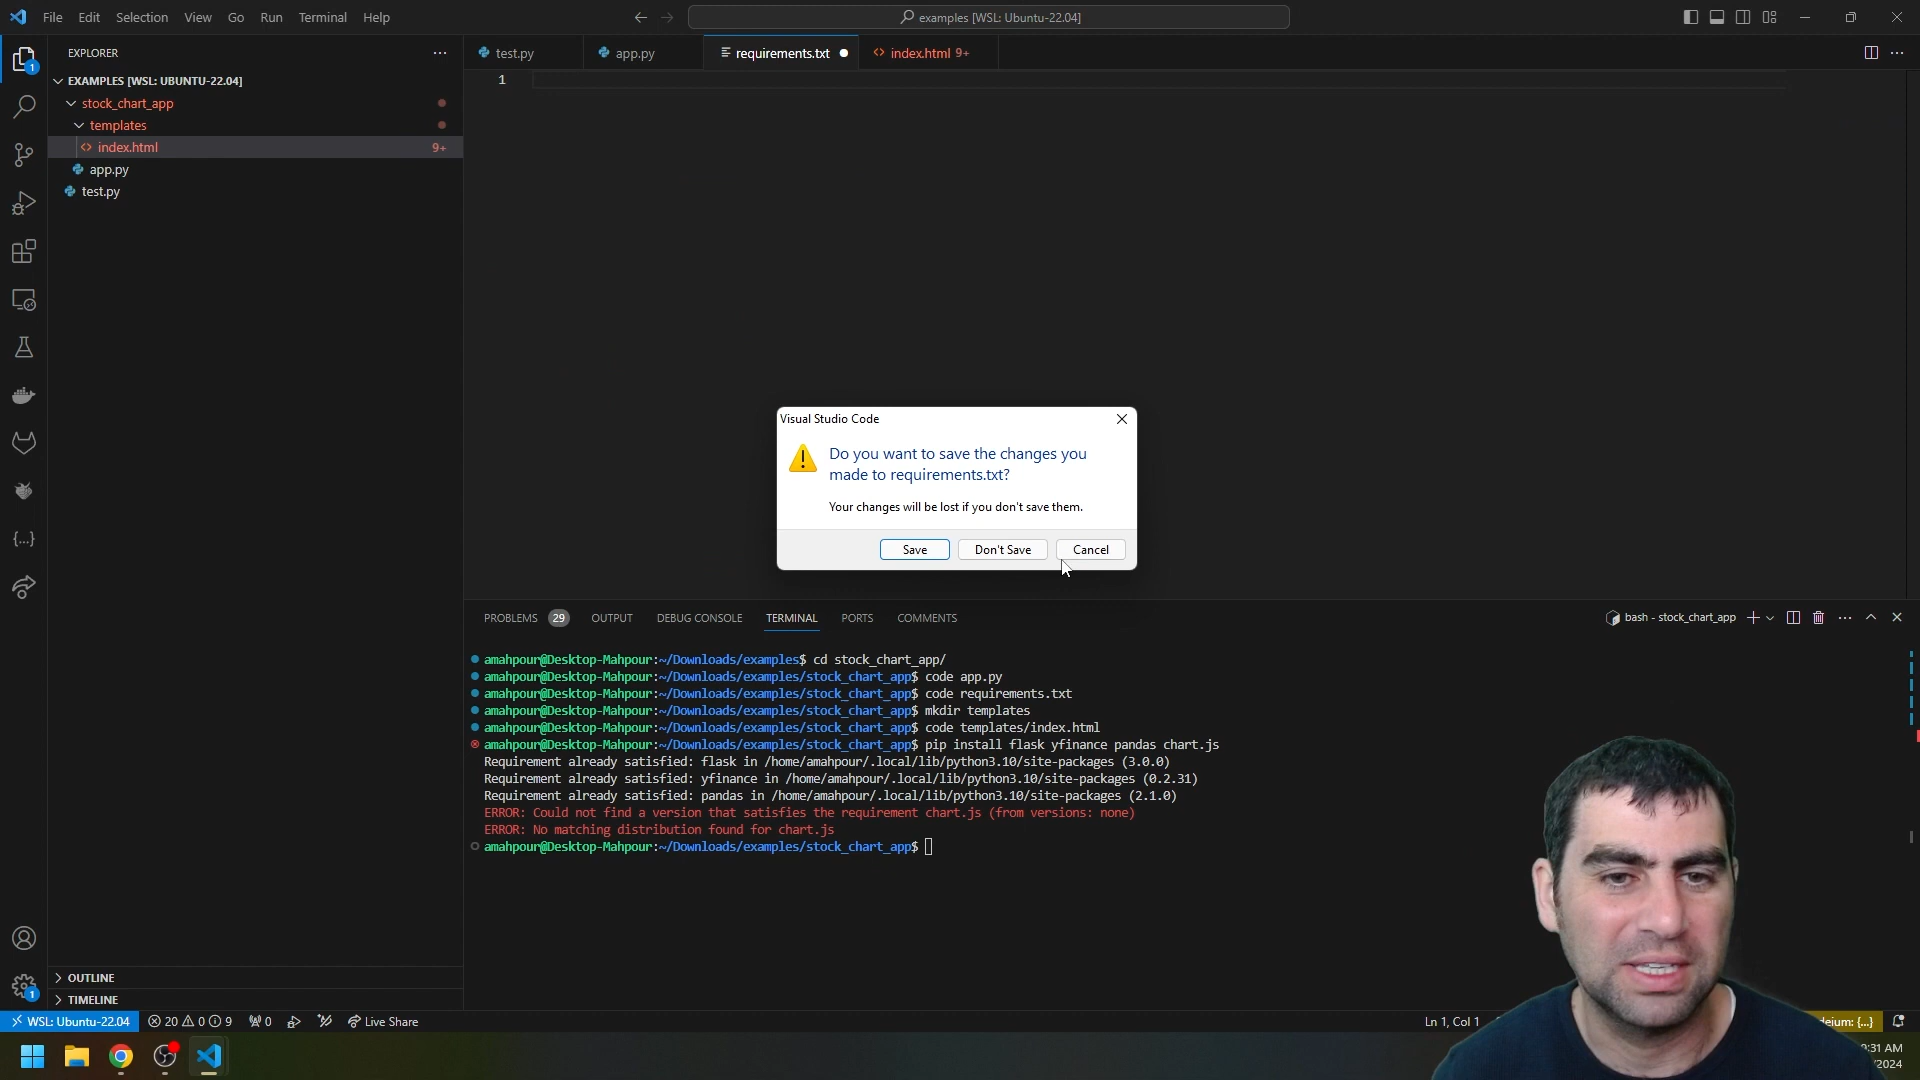 File Edit Selection View Go Run Terminal Help
examples [WSL: Ubuntu-22.04]
EXPLORER
test.py
app.py
requirements.txt
index.html 9+
EXAMPLES [WSL: UBUNTU-22.04]
stock_chart_app
templates
index.html 9+
app.py
test.py
1
1
Visual Studio Code
Do you want to save the changes you
made to requirements.txt?
Your changes will be lost if you don't save them.
Save Don't Save Cancel
PROBLEMS 29 OUTPUT DEBUG CONSOLE TERMINAL PORTS COMMENTS
bash - stock_chart_app
amahpour@Desktop-Mahpour:~/Downloads/examples$ cd stock_chart_app/
amahpour@Desktop-Mahpour:~/Downloads/examples/stock_chart_app$ code app.py
amahpour@Desktop-Mahpour:~/Downloads/examples/stock_chart_app$ code requirements.txt
amahpour@Desktop-Mahpour:~/Downloads/examples/stock_chart_app$ mkdir templates
amahpour@Desktop-Mahpour:~/Downloads/examples/stock_chart_app$ code templates/index.html
amahpour@Desktop-Mahpour:~/Downloads/examples/stock_chart_app$ pip install flask yfinance pandas chart.js
Requirement already satisfied: flask in /home/amahpour/.local/lib/python3.10/site-packages (3.0.0)
Requirement already satisfied: yfinance in /home/amahpour/.local/lib/python3.10/site-packages (0.2.31)
Requirement already satisfied: pandas in /home/amahpour/.local/lib/python3.10/site-packages (2.1.0)
ERROR: Could not find a version that satisfies the requirement chart.js (from versions: none)
ERROR: No matching distribution found for chart.js
amahpour@Desktop-Mahpour:~/Downloads/examples/stock_chart_app$
OUTLINE
1
TIMELINE
WSL: Ubuntu-22.04 20 0 9 0 Live Share
Ln 1, Col 1
deium: {...}
9:31 AM
/2024